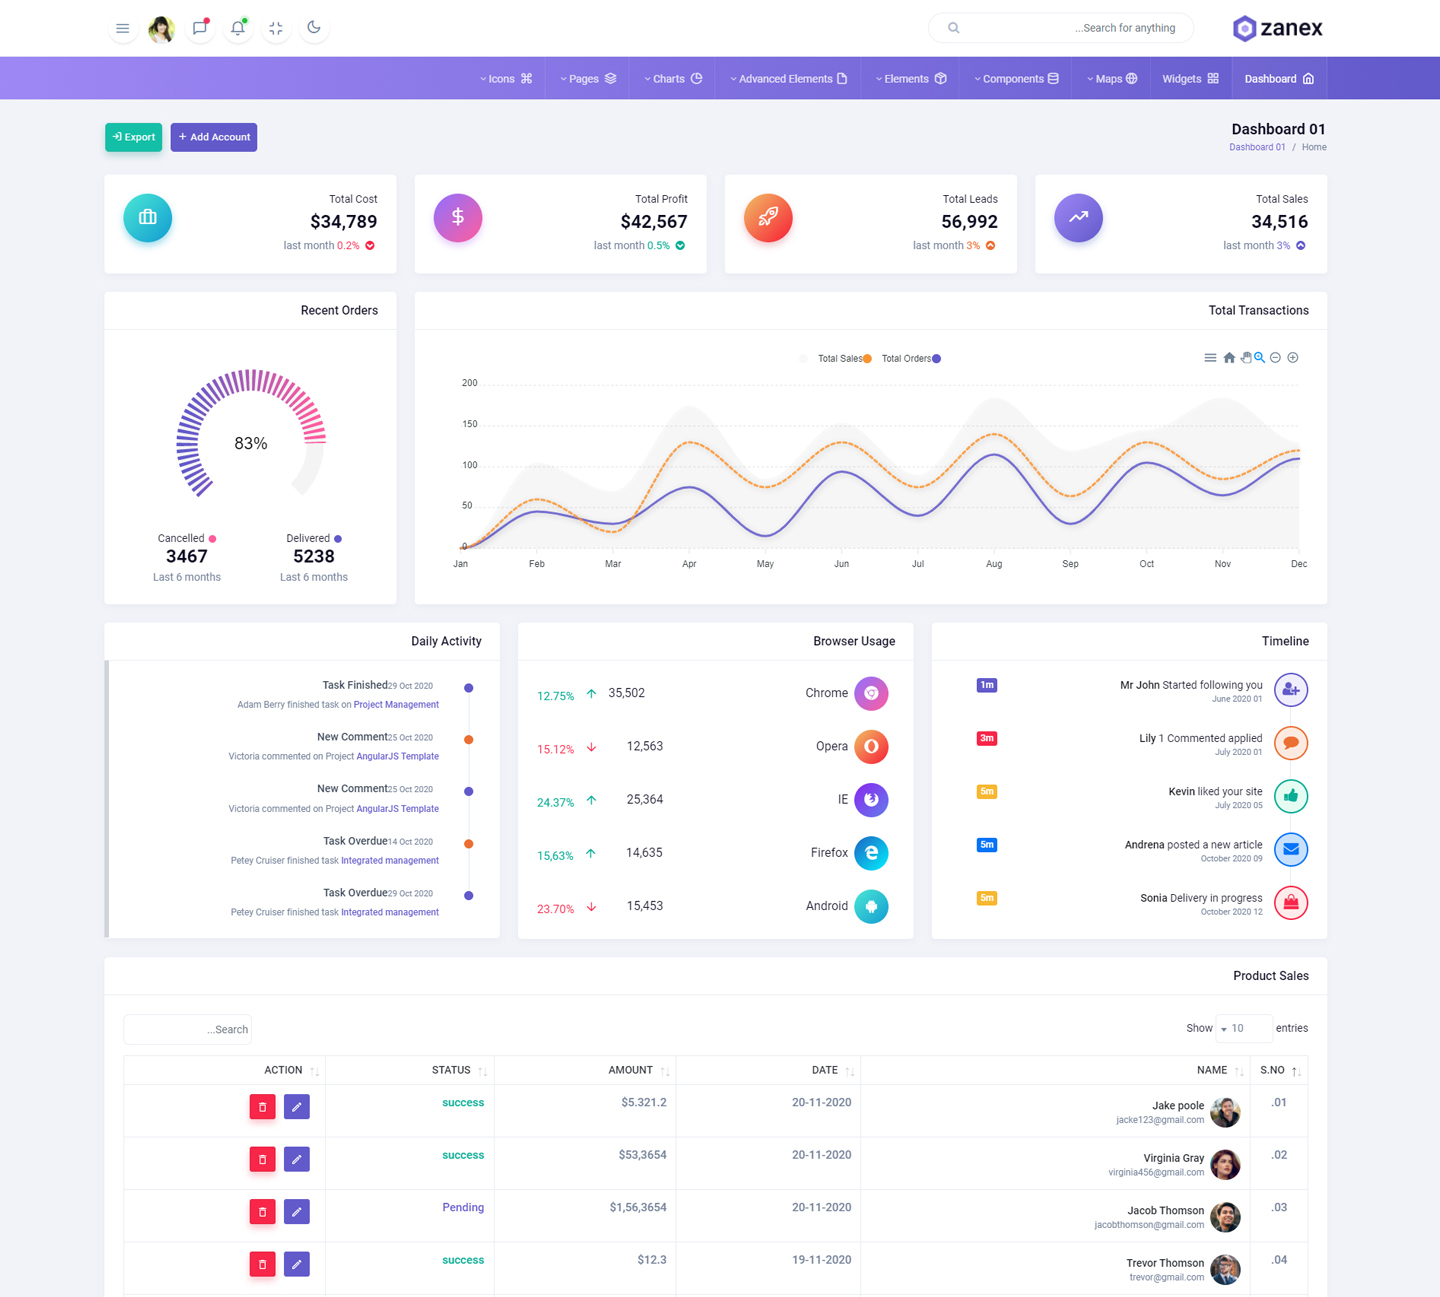 zanex
...Search for anything
Dashboard
Widgets
Maps
Components
Elements
Advanced Elements
Charts
Pages
Icons
Dashboard 01
Dashboard 01 / Home
Export
+ Add Account
Total Sales
34,516
last month 3%
Total Leads
56,992
last month 3%
Total Profit
$42,567
last month 0.5%
Total Cost
$34,789
last month 0.2%
Total Transactions
Total Sales Total Orders
200
150
100
50
0
Jan Feb Mar Apr May Jun Jul Aug Sep Oct Nov Dec
Recent Orders
83%
Cancelled
3467
Last 6 months
Delivered
5238
Last 6 months
Timeline
Mr John Started following you
June 2020 01
1m
Lily 1 Commented applied
July 2020 01
3m
Kevin liked your site
July 2020 05
5m
Andrena posted a new article
October 2020 09
5m
Sonia Delivery in progress
October 2020 12
5m
Browser Usage
12.75% 35,502 Chrome
15.12% 12,563 Opera
24.37% 25,364 IE
15,63% 14,635 Firefox
23.70% 15,453 Android
Daily Activity
Task Finished29 Oct 2020
Adam Berry finished task on Project Management
New Comment25 Oct 2020
Victoria commented on Project AngularJS Template
New Comment25 Oct 2020
Victoria commented on Project AngularJS Template
Task Overdue14 Oct 2020
Petey Cruiser finished task Integrated management
Task Overdue29 Oct 2020
Petey Cruiser finished task Integrated management
Product Sales
Show 10 entries
...Search
ACTION STATUS AMOUNT DATE NAME S.NO
success $5.321.2 20-11-2020 Jake poole .01
jacke123@gmail.com
success $53,3654 20-11-2020 Virginia Gray .02
virginia456@gmail.com
Pending $1,56,3654 20-11-2020 Jacob Thomson .03
jacobthomson@gmail.com
success $12.3 19-11-2020 Trevor Thomson .04
trevor@gmail.com